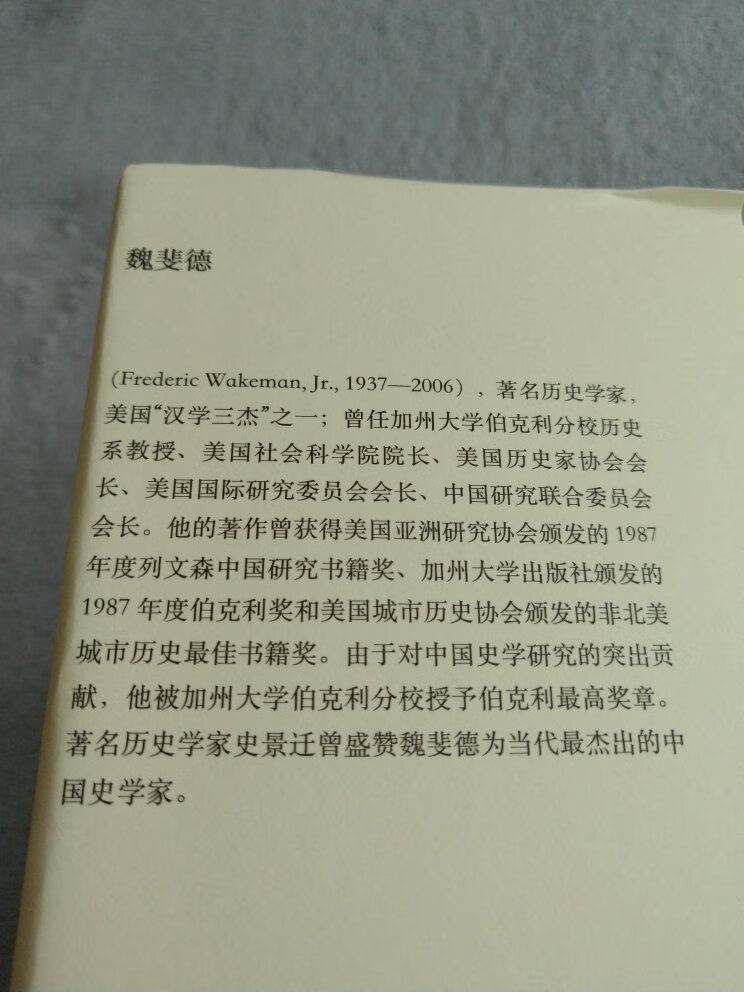 魏斐德
（Frederic Wakeman, Jr., 1937—2006），著名历史学家，
美国“汉学三杰”之一；曾任加州大学伯克利分校历史
系教授、美国社会科学院院长、美国历史家协会会
长、美国国际研究委员会会长、中国研究联合委员会
会长。他的著作曾获得美国亚洲研究协会颁发的 1987
年度列文森中国研究书籍奖、加州大学出版社颁发的
1987 年度伯克利奖和美国城市历史协会颁发的非北美
城市历史最佳书籍奖。由于对中国史学研究的突出贡
献，他被加州大学伯克利分校授予伯克利最高奖章。
著名历史学家史景迁曾盛赞魏斐德为当代最杰出的中
国史学家。